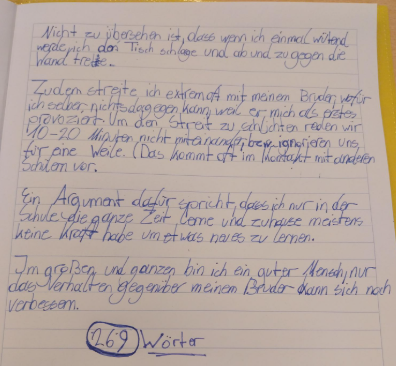 Nicht zu übersehen ist, dass wenn ich einmal wütend
werde, ich den Tisch schlage und ab und zu gegen die
Wand trete.
Zudem streite ich extrem oft mit meinem Bruder, wofür
ich selber nichts dagegen kann, weil er mich als erstes
provoziert. Um den Streit zu schlichten reden wir
10-20 Minuten nicht miteinander, bzw. ignorieren uns
für eine Weile. (Das kommt oft im Kontakt mit anderen
Schülern vor.
Ein Argument dafür spricht, dass ich nur in der
Schule die ganze Zeit lerne und zuhause meistens
keine Kraft habe um etwas neues zu lernen.
Im großen und ganzen bin ich ein guter Mensch, nur
das Verhalten gegenüber meinem Bruder kann sich noch
verbessern.
269 Wörter